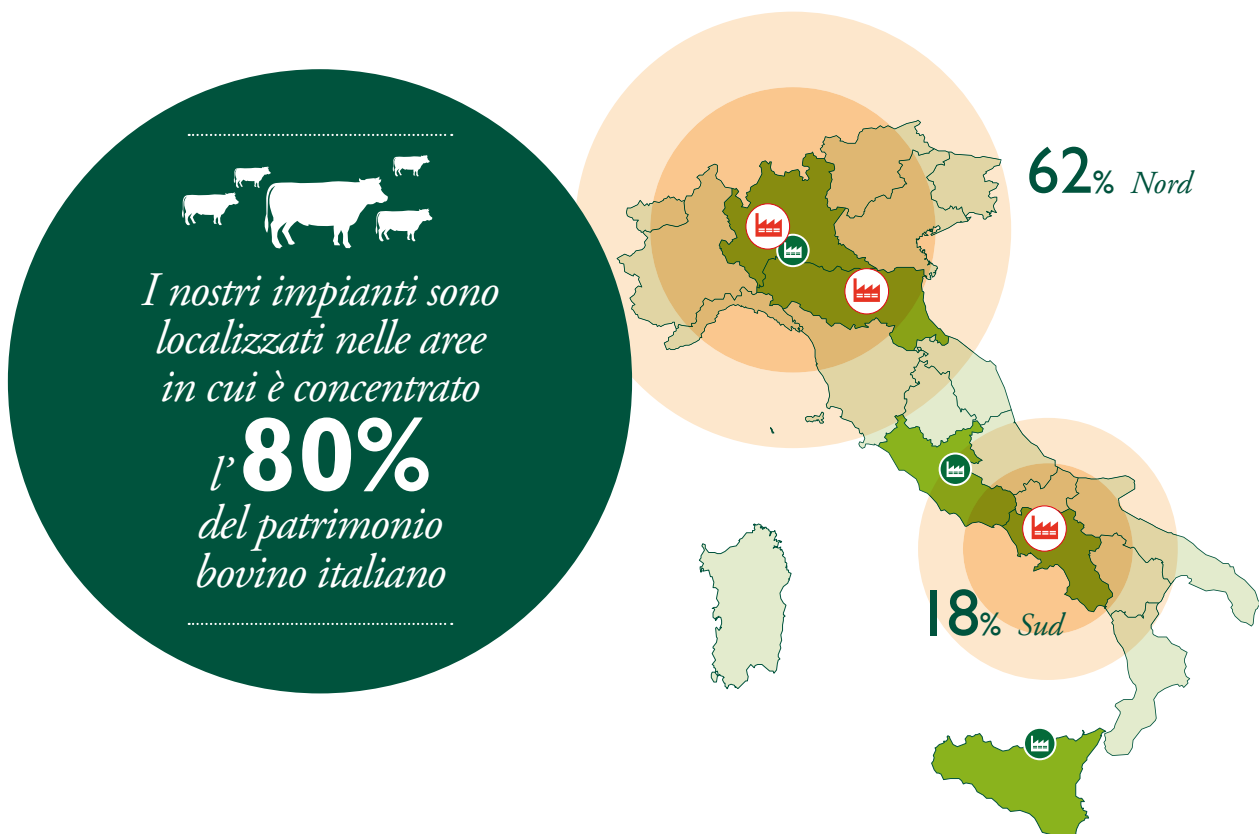 I nostri impianti sono
localizzati nelle aree
in cui è concentrato
l’80%
del patrimonio
bovino italiano
62% Nord
18% Sud